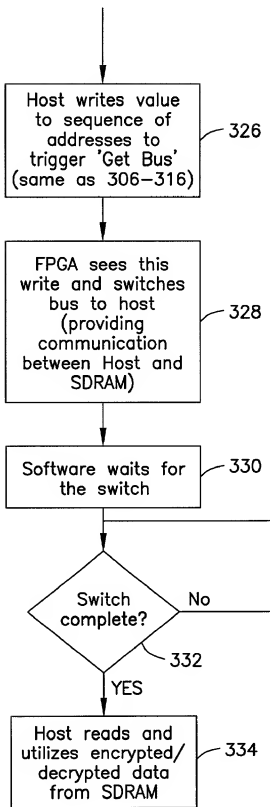 Host writes value
to sequence of
addresses to
trigger 'Get Bus'
(same as 306–316)
326
FPGA sees this
write and switches
bus to host
(providing
communication
between Host and
SDRAM)
328
Software waits for
the switch
330
Switch
complete?
No
332
YES
Host reads and
utilizes encrypted/
decrypted data
from SDRAM
334